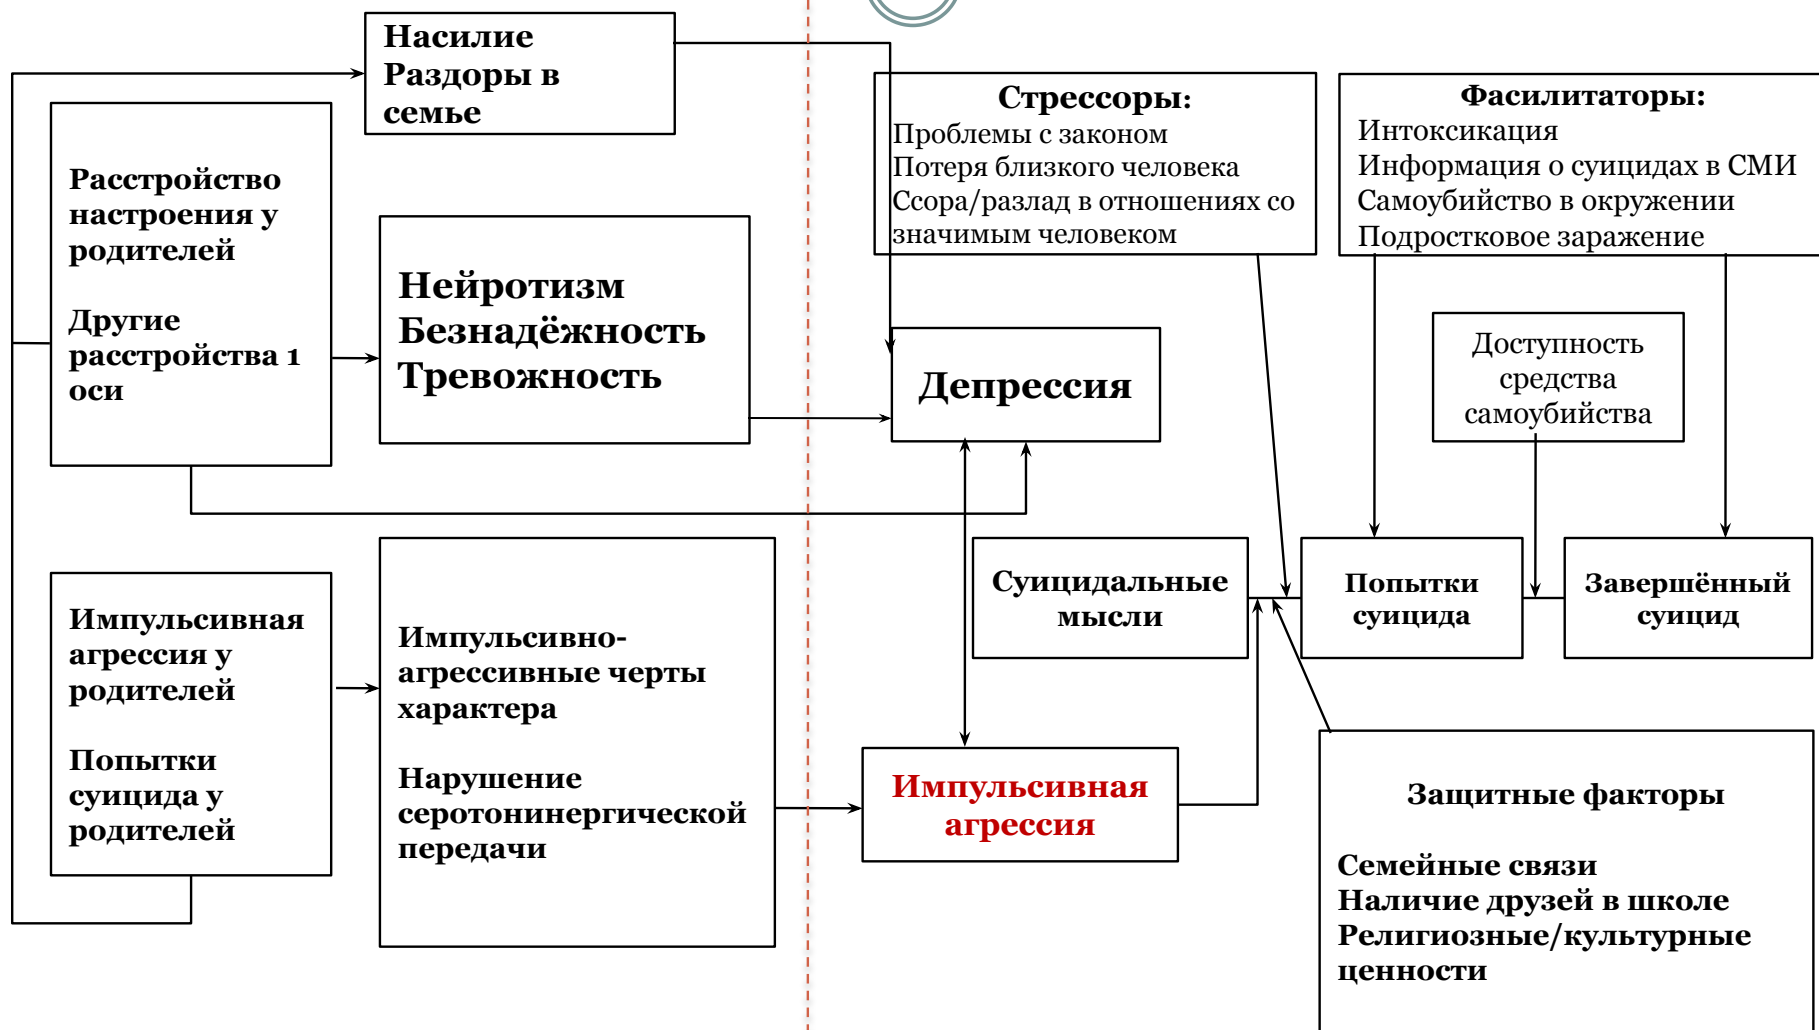 Насилие
Раздоры в
семье
Расстройство
настроения у
родителей
Другие
расстройства 1
оси
Нейротизм
Безнадёжность
Тревожность
Стрессоры:
Проблемы с законом
Потеря близкого человека
Ссора/разлад в отношениях со
значимым человеком
Фасилитаторы:
Интоксикация
Информация о суицидах в СМИ
Самоубийство в окружении
Подростковое заражение
Депрессия
Доступность
средства
самоубийства
Импульсивная
агрессия у
родителей
Попытки
суицида у
родителей
Импульсивно-
агрессивные черты
характера
Нарушение
серотонинергической
передачи
Суицидальные
мысли
Попытки
суицида
Завершённый
суицид
Импульсивная
агрессия
Защитные факторы
Семейные связи
Наличие друзей в школе
Религиозные/культурные
ценности